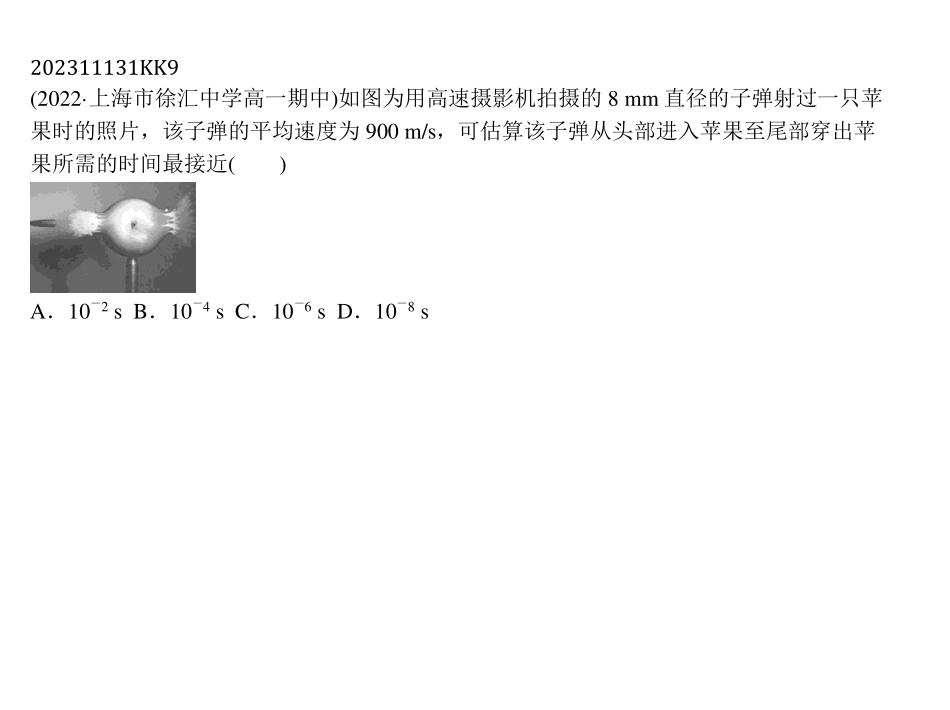 202311131KK9
(2022·上海市徐汇中学高一期中)如图为用高速摄影机拍摄的 8 mm 直径的子弹射过一只苹
果时的照片，该子弹的平均速度为 900 m/s，可估算该子弹从头部进入苹果至尾部穿出苹
果所需的时间最接近(　　)
A．10⁻² s B．10⁻⁴ s C．10⁻⁶ s D．10⁻⁸ s